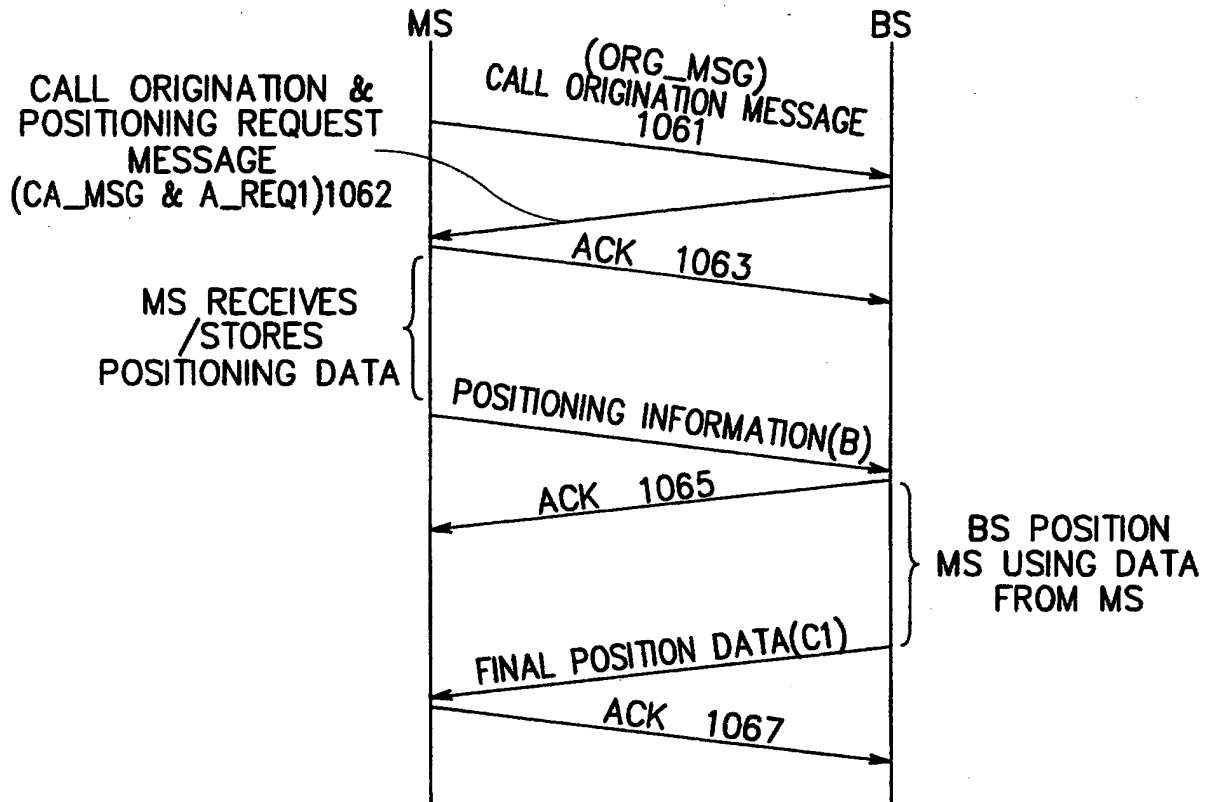 MS
BS
(ORG_MSG)
CALL ORIGINATION MESSAGE
1061
CALL ORIGINATION &
POSITIONING REQUEST
MESSAGE
(CA_MSG & A_REQ1)1062
ACK 1063
MS RECEIVES
/STORES
POSITIONING DATA
POSITIONING INFORMATION(B)
ACK 1065
BS POSITION
MS USING DATA
FROM MS
FINAL POSITION DATA(C1)
ACK 1067